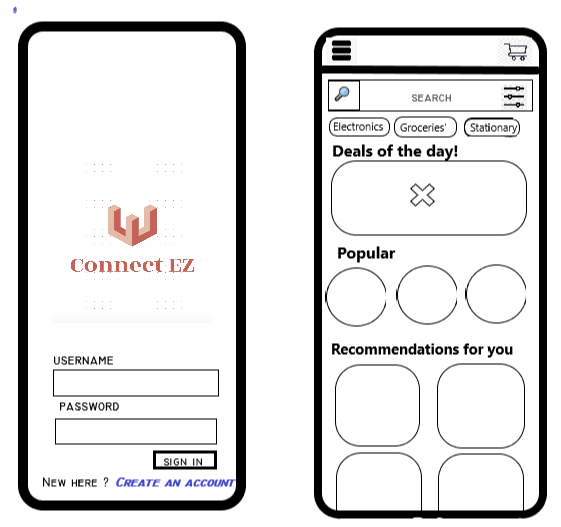 Connect EZ
USERNAME
PASSWORD
SIGN IN
NEW HERE ? CREATE AN ACCOUNT
SEARCH
Electronics Groceries' Stationary
Deals of the day!
Popular
Recommendations for you